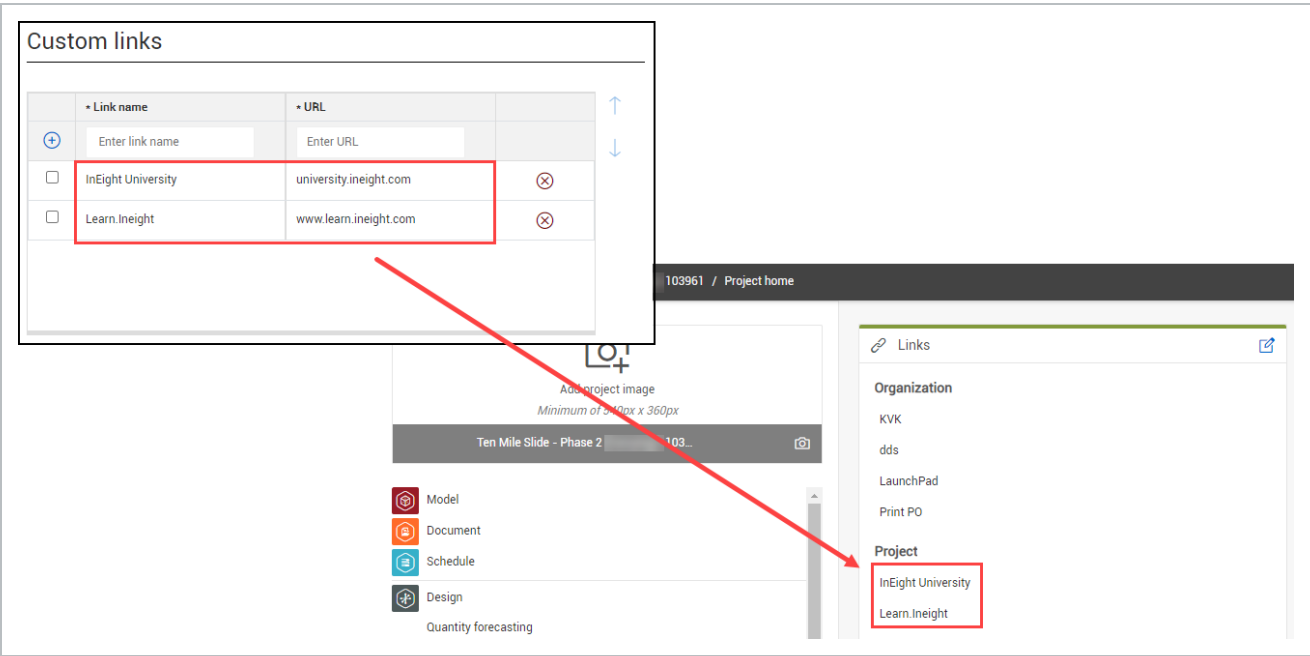 Custom links
* Link name * URL
Enter link name Enter URL
InEight University university.ineight.com
Learn.Ineight www.learn.ineight.com
103961 / Project home
Links
Add project image
Minimum of 540px x 360px
Ten Mile Slide - Phase 2 103...
Model
Document
Schedule
Design
Quantity forecasting
Organization
KVK
dds
LaunchPad
Print PO
Project
InEight University
Learn.Ineight